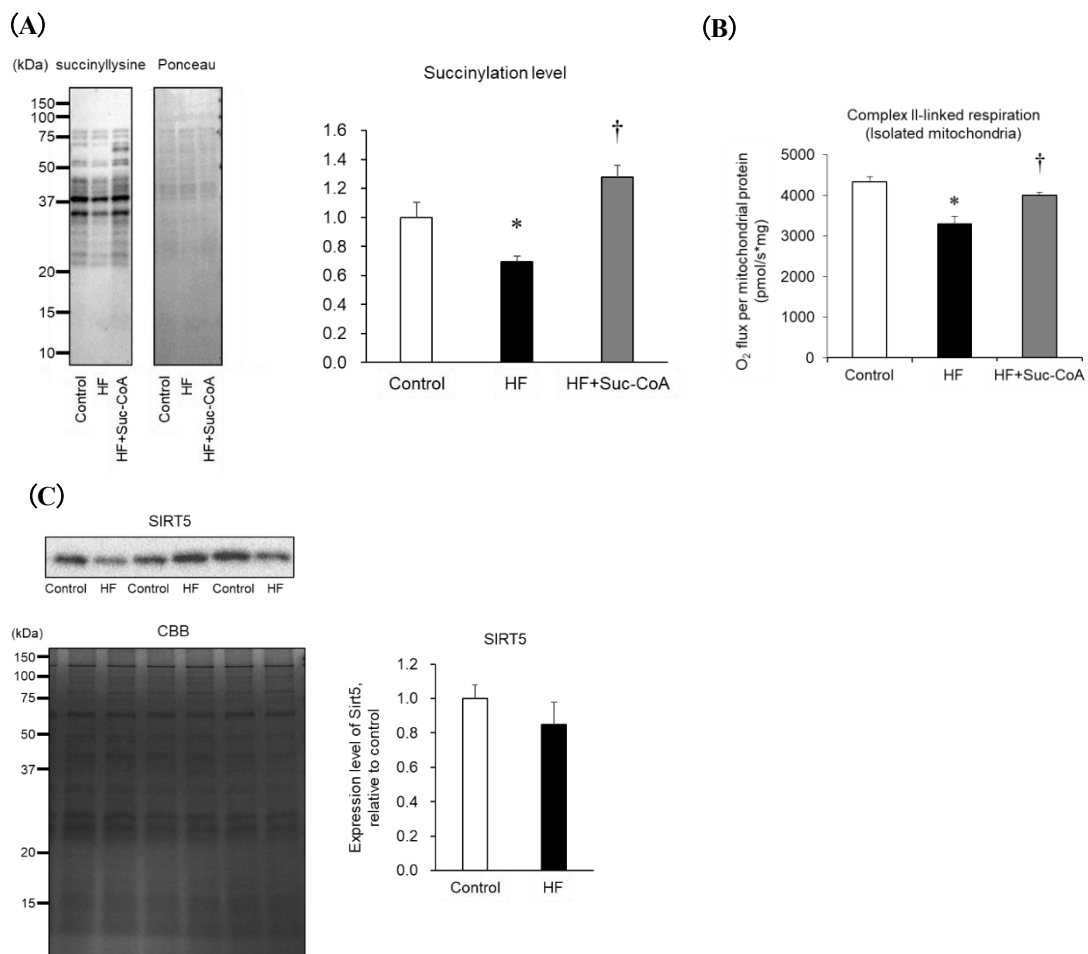 (A)
(kDa) succinyllysine Ponceau
150
100
75
50
37
20
15
10
Control
HF
HF+Suc-CoA
Control
HF
HF+Suc-CoA
Succinylation level
1.6
1.4
1.2
1.0
0.8
0.6
0.4
0.2
0.0
*
†
Control HF HF+Suc-CoA
(B)
Complex II-linked respiration
(Isolated mitochondria)
O2 flux per mitochondrial protein
(pmol/s*mg)
5000
4000
3000
2000
1000
0
*
†
Control HF HF+Suc-CoA
(C)
SIRT5
Control HF Control HF Control HF
(kDa) CBB
150
100
75
50
37
20
15
SIRT5
Expression level of Sirt5,
relative to control
1.2
1.0
0.8
0.6
0.4
0.2
0.0
Control HF